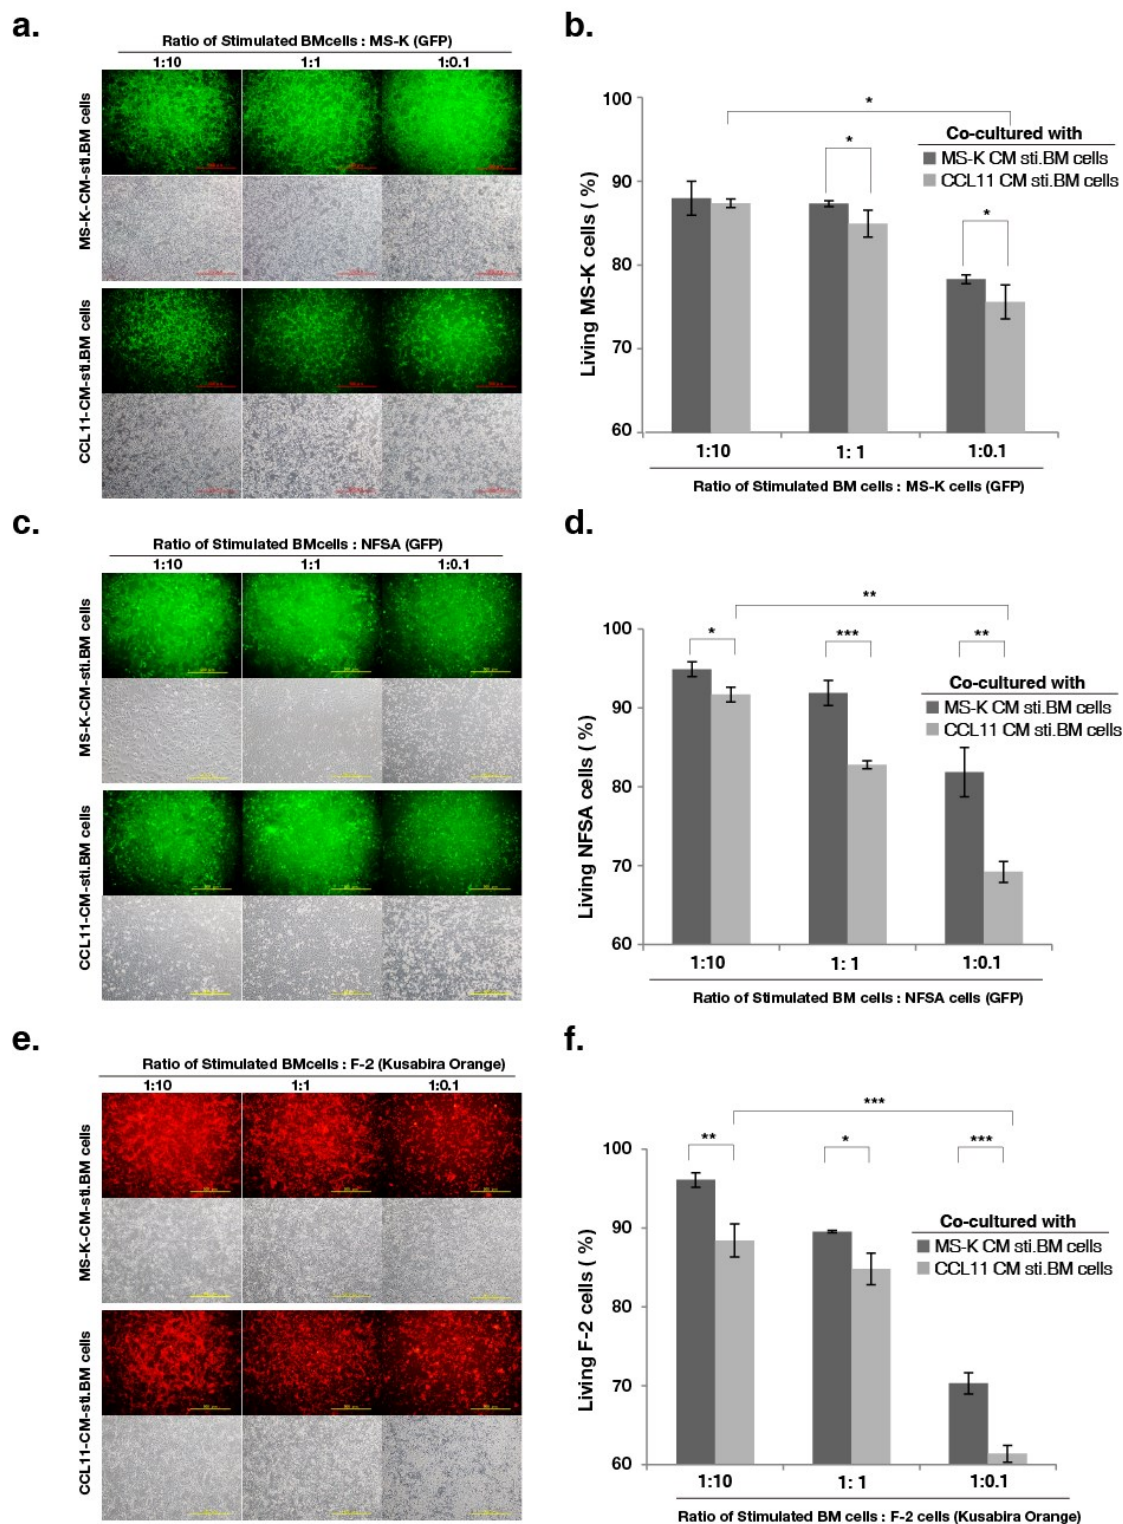 a.
Ratio of Stimulated BMcells : MS-K (GFP)
1:10 1:1 1:0.1
MS-K-CM-sti.BM cells
CCL11-CM-sti.BM cells
b.
100
90
80
70
60
Living MS-K cells ( %)
*
*
*
Co-cultured with
MS-K CM sti.BM cells
CCL11 CM sti.BM cells
1:10 1: 1 1:0.1
Ratio of Stimulated BM cells : MS-K cells (GFP)
c.
Ratio of Stimulated BMcells : NFSA (GFP)
1:10 1:1 1:0.1
MS-K-CM-sti.BM cells
CCL11-CM-sti.BM cells
d.
100
90
80
70
60
Living NFSA cells ( %)
**
* *** **
Co-cultured with
MS-K CM sti.BM cells
CCL11 CM sti.BM cells
1:10 1: 1 1:0.1
Ratio of Stimulated BM cells : NFSA cells (GFP)
e.
Ratio of Stimulated BMcells : F-2 (Kusabira Orange)
1:10 1:1 1:0.1
MS-K-CM-sti.BM cells
CCL11-CM-sti.BM cells
f.
100
90
80
70
60
Living F-2 cells ( %)
***
** * ***
Co-cultured with
MS-K CM sti.BM cells
CCL11 CM sti.BM cells
1:10 1: 1 1:0.1
Ratio of Stimulated BM cells : F-2 cells (Kusabira Orange)